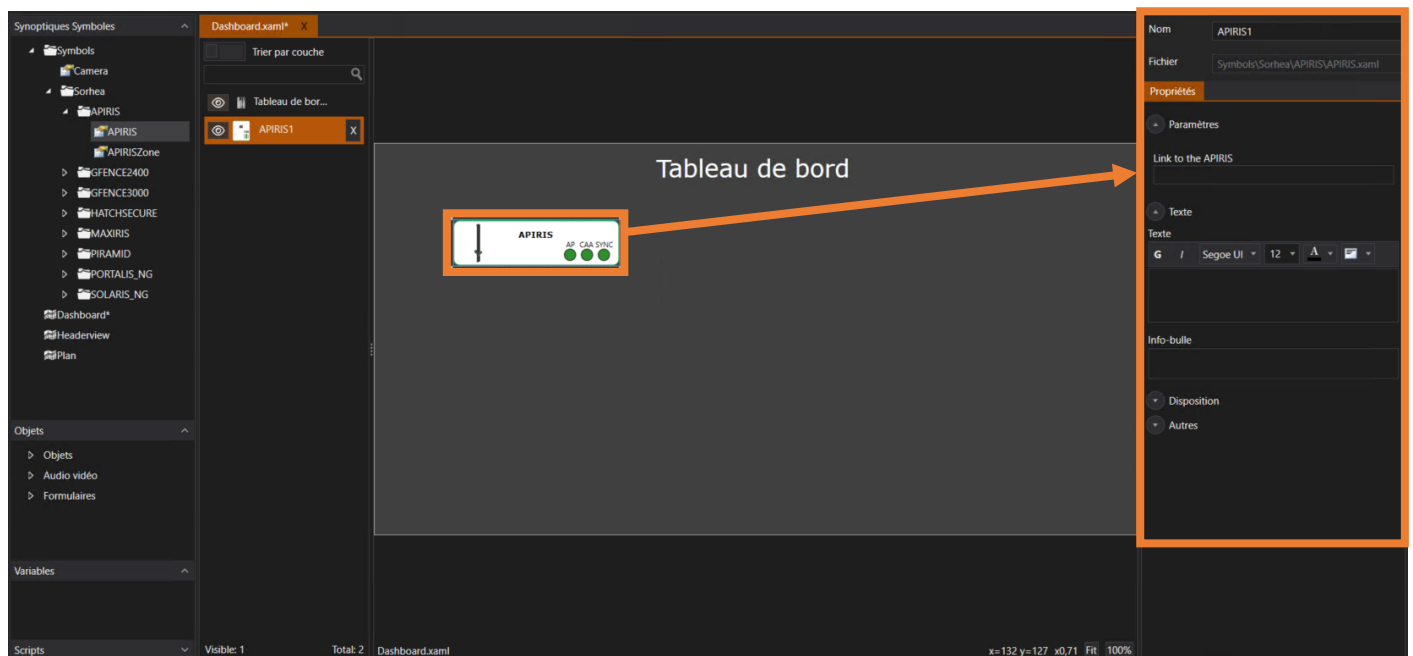 Synoptiques Symboles
Symbols
Camera
Sorhea
APIRIS
APIRIS
APIRISZone
GFENCE2400
GFENCE3000
HATCHSECURE
MAXIRIS
PIRAMID
PORTALIS_NG
SOLARIS_NG
Dashboard*
Headerview
Plan
Objets
Objets
Audio vidéo
Formulaires
Variables
Scripts
Dashboard.xaml* X
Trier par couche
Tableau de bor...
APIRIS1 X
Visible: 1 Total: 2
Tableau de bord
APIRIS
AP CAA SYNC
Dashboard.xaml x=132 y=127 x0,71 Fit 100%
Nom APIRIS1
Fichier Symbols\Sorhea\APIRIS\APIRIS.xaml
Propriétés
Paramètres
Link to the APIRIS
Texte
Texte
G I Segoe UI 12 A
Info-bulle
Disposition
Autres